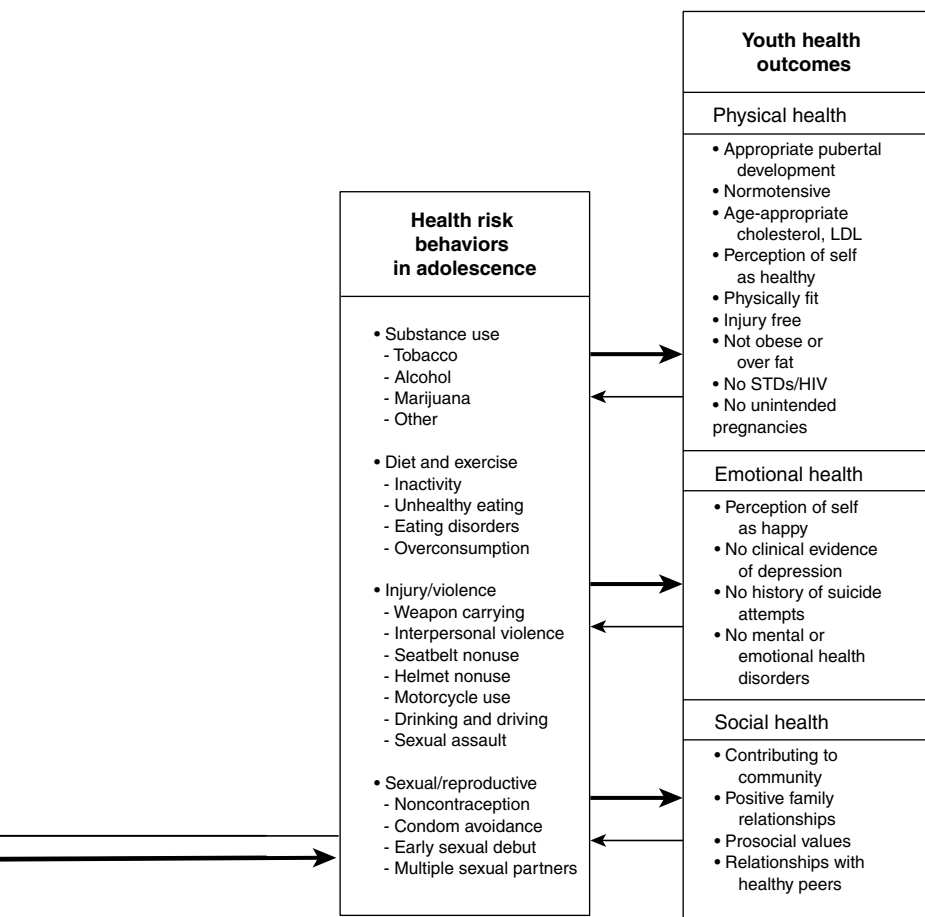 Health risk
behaviors
in adolescence
• Substance use
- Tobacco
- Alcohol
- Marijuana
- Other
• Diet and exercise
- Inactivity
- Unhealthy eating
- Eating disorders
- Overconsumption
• Injury/violence
- Weapon carrying
- Interpersonal violence
- Seatbelt nonuse
- Helmet nonuse
- Motorcycle use
- Drinking and driving
- Sexual assault
• Sexual/reproductive
- Noncontraception
- Condom avoidance
- Early sexual debut
- Multiple sexual partners
Youth health
outcomes
Physical health
• Appropriate pubertal
development
• Normotensive
• Age-appropriate
cholesterol, LDL
• Perception of self
as healthy
• Physically fit
• Injury free
• Not obese or
over fat
• No STDs/HIV
• No unintended
pregnancies
Emotional health
• Perception of self
as happy
• No clinical evidence
of depression
• No history of suicide
attempts
• No mental or
emotional health
disorders
Social health
• Contributing to
community
• Positive family
relationships
• Prosocial values
• Relationships with
healthy peers